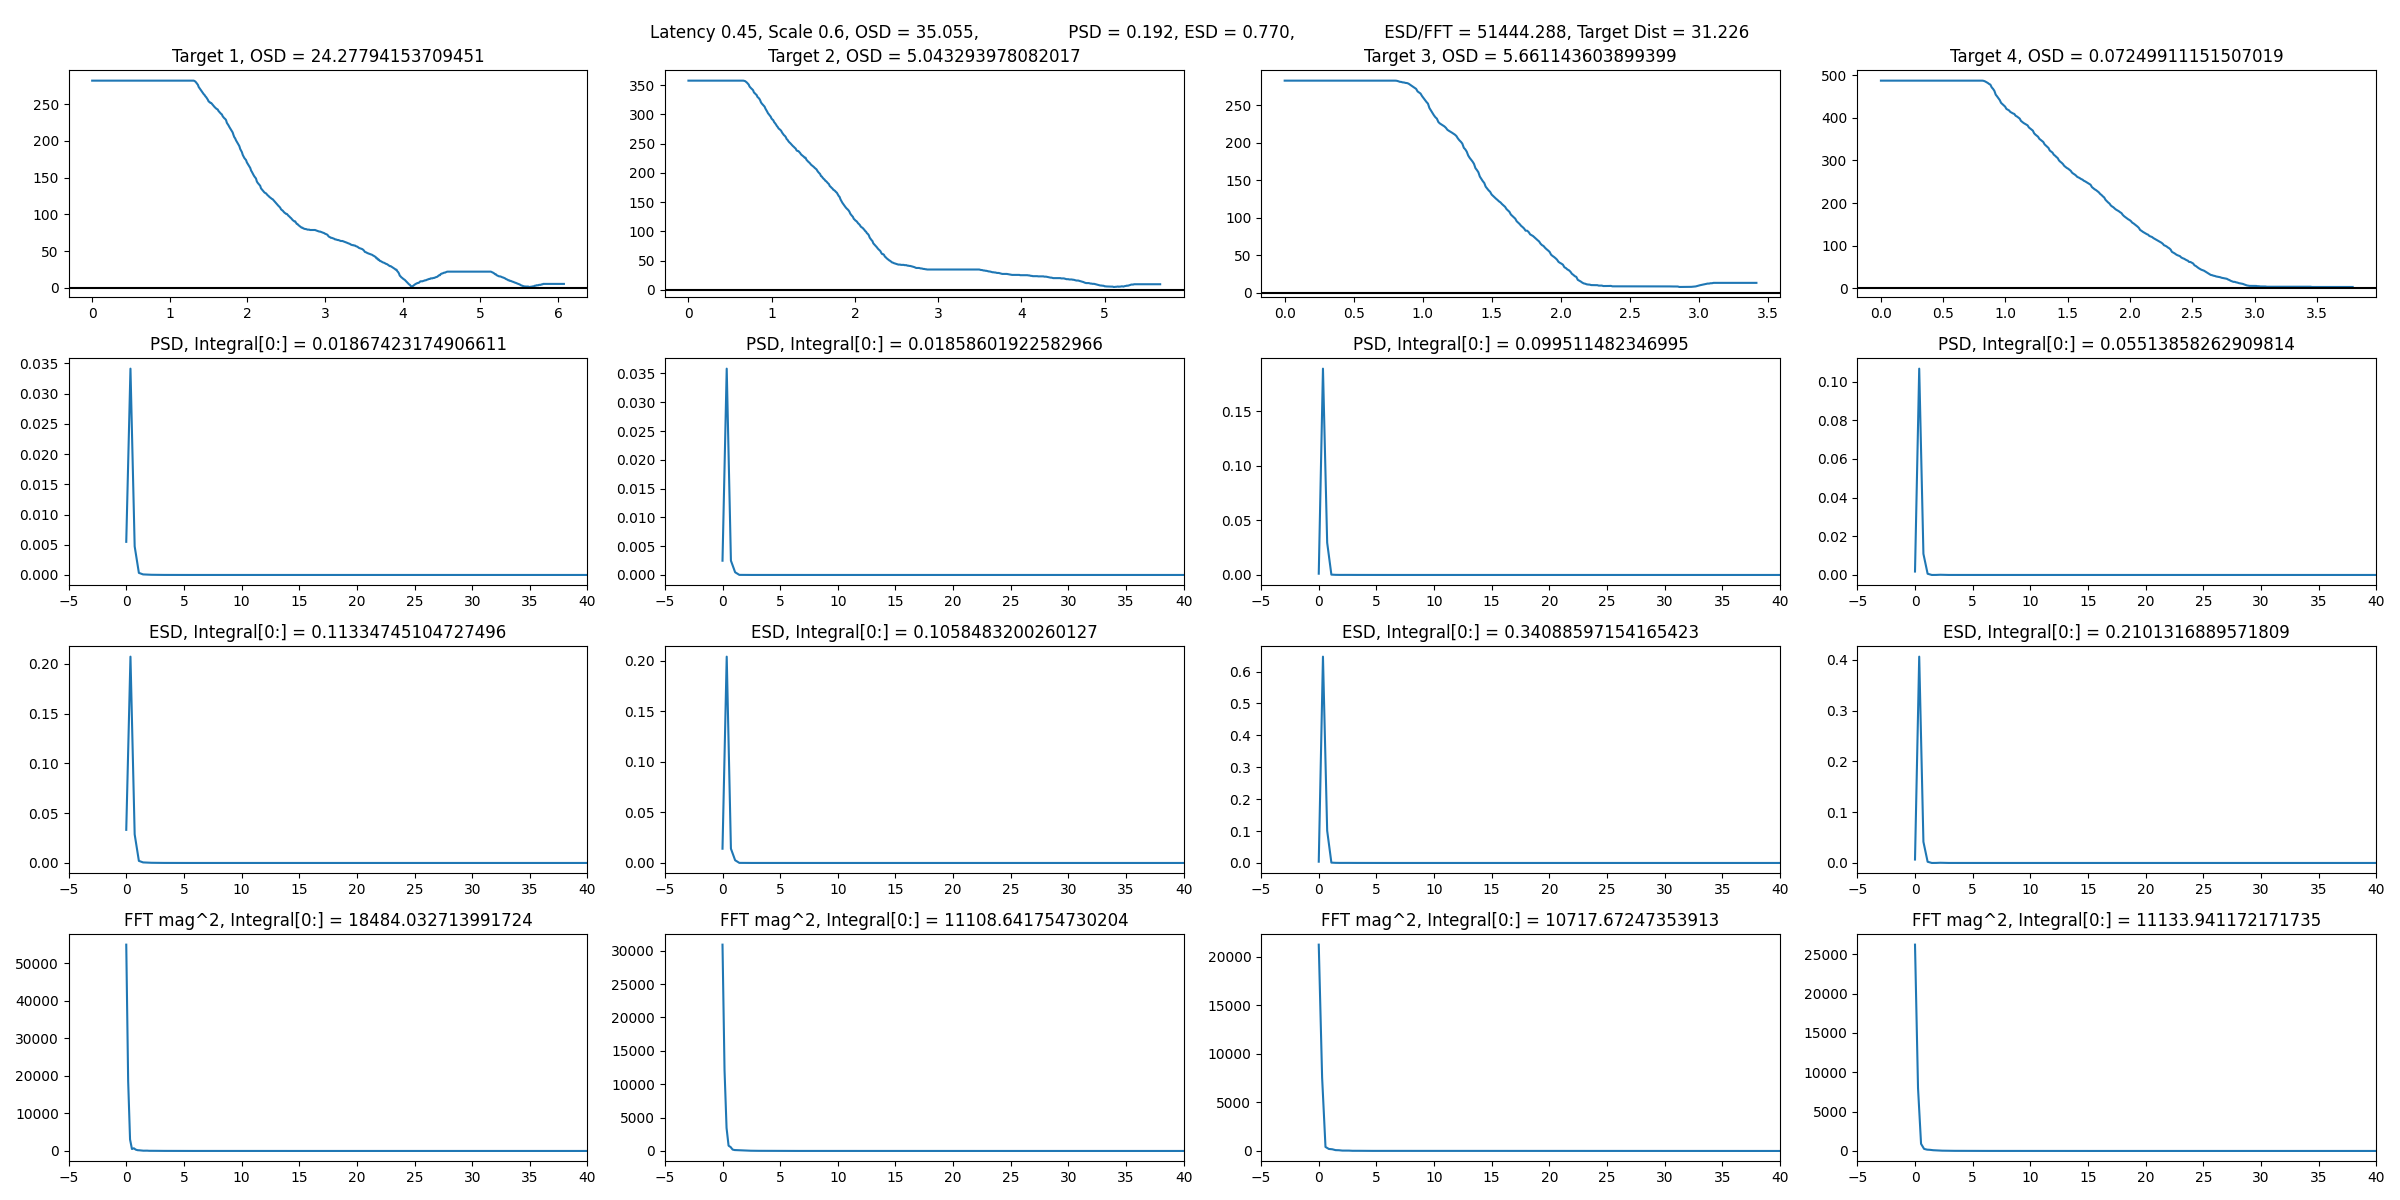 Latency 0.45, Scale 0.6, OSD = 35.055, PSD = 0.192, ESD = 0.770, ESD/FFT = 51444.288, Target Dist = 31.226
Target 1, OSD = 24.27794153709451
250
200
150
100
50
0
0 1 2 3 4 5 6
Target 2, OSD = 5.043293978082017
350
300
250
200
150
100
50
0
0 1 2 3 4 5
Target 3, OSD = 5.661143603899399
250
200
150
100
50
0
0.0 0.5 1.0 1.5 2.0 2.5 3.0 3.5
Target 4, OSD = 0.07249911151507019
500
400
300
200
100
0
0.0 0.5 1.0 1.5 2.0 2.5 3.0 3.5
PSD, Integral[0:] = 0.01867423174906611
0.035
0.030
0.025
0.020
0.015
0.010
0.005
0.000
−5 0 5 10 15 20 25 30 35 40
PSD, Integral[0:] = 0.01858601922582966
0.035
0.030
0.025
0.020
0.015
0.010
0.005
0.000
−5 0 5 10 15 20 25 30 35 40
PSD, Integral[0:] = 0.099511482346995
0.15
0.10
0.05
0.00
−5 0 5 10 15 20 25 30 35 40
PSD, Integral[0:] = 0.05513858262909814
0.10
0.08
0.06
0.04
0.02
0.00
−5 0 5 10 15 20 25 30 35 40
ESD, Integral[0:] = 0.11334745104727496
0.20
0.15
0.10
0.05
0.00
−5 0 5 10 15 20 25 30 35 40
ESD, Integral[0:] = 0.1058483200260127
0.20
0.15
0.10
0.05
0.00
−5 0 5 10 15 20 25 30 35 40
ESD, Integral[0:] = 0.34088597154165423
0.6
0.5
0.4
0.3
0.2
0.1
0.0
−5 0 5 10 15 20 25 30 35 40
ESD, Integral[0:] = 0.2101316889571809
0.4
0.3
0.2
0.1
0.0
−5 0 5 10 15 20 25 30 35 40
FFT mag^2, Integral[0:] = 18484.032713991724
50000
40000
30000
20000
10000
0
−5 0 5 10 15 20 25 30 35 40
FFT mag^2, Integral[0:] = 11108.641754730204
30000
25000
20000
15000
10000
5000
0
−5 0 5 10 15 20 25 30 35 40
FFT mag^2, Integral[0:] = 10717.67247353913
20000
15000
10000
5000
0
−5 0 5 10 15 20 25 30 35 40
FFT mag^2, Integral[0:] = 11133.941172171735
25000
20000
15000
10000
5000
0
−5 0 5 10 15 20 25 30 35 40